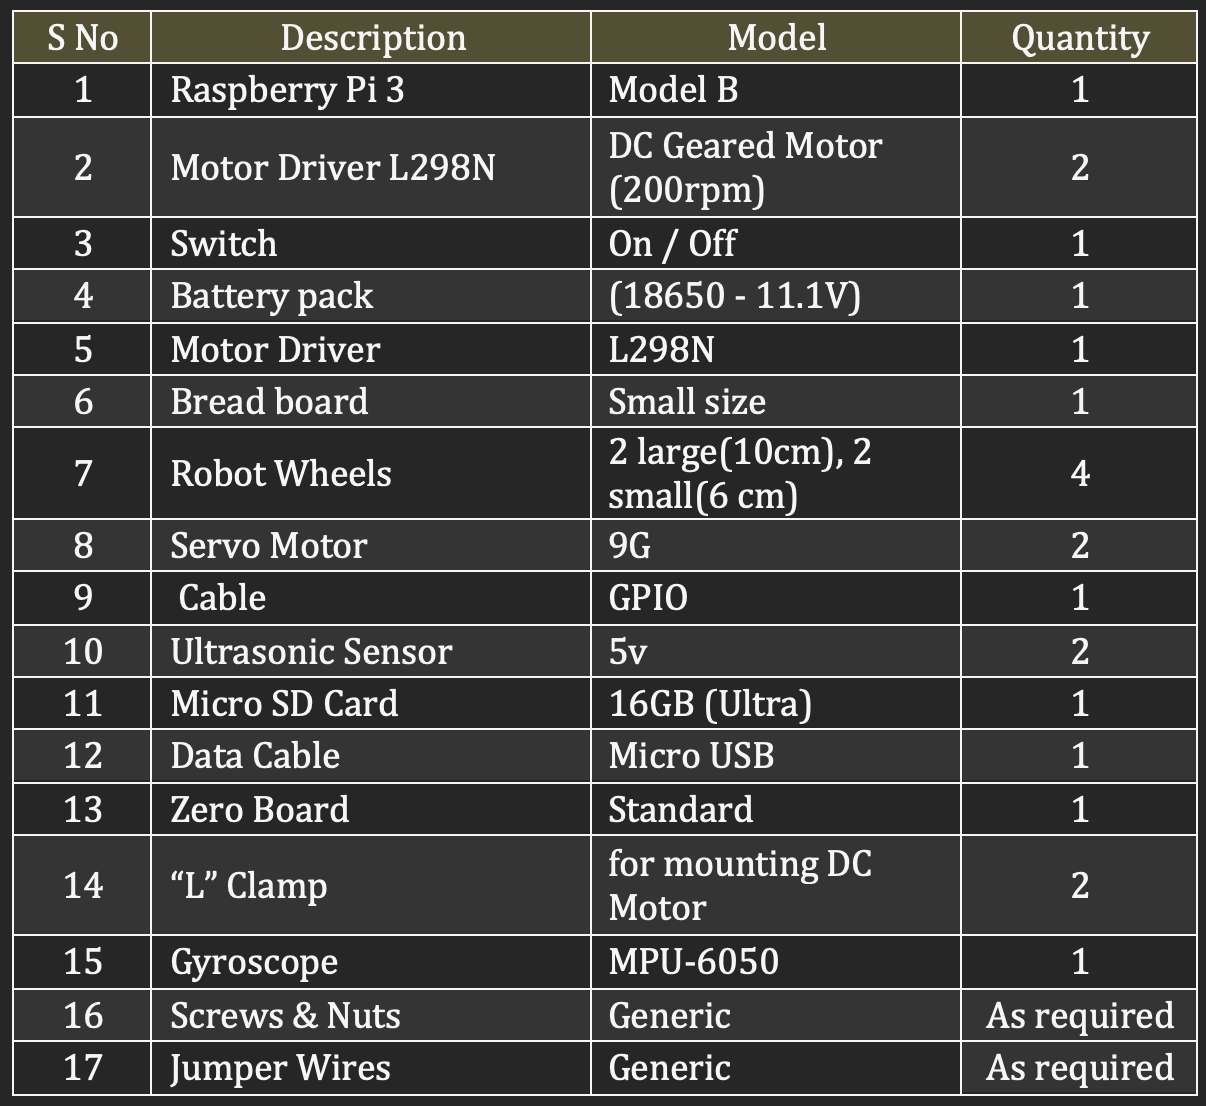 S No Description Model Quantity
1 Raspberry Pi 3 Model B 1
2 Motor Driver L298N DC Geared Motor (200rpm) 2
3 Switch On / Off 1
4 Battery pack (18650 - 11.1V) 1
5 Motor Driver L298N 1
6 Bread board Small size 1
7 Robot Wheels 2 large(10cm), 2 small(6 cm) 4
8 Servo Motor 9G 2
9 Cable GPIO 1
10 Ultrasonic Sensor 5v 2
11 Micro SD Card 16GB (Ultra) 1
12 Data Cable Micro USB 1
13 Zero Board Standard 1
14 “L” Clamp for mounting DC Motor 2
15 Gyroscope MPU-6050 1
16 Screws & Nuts Generic As required
17 Jumper Wires Generic As required